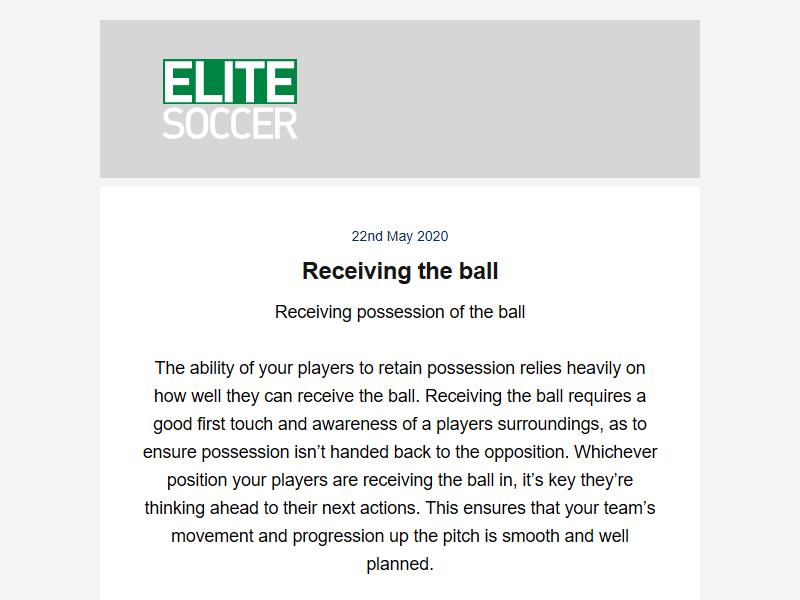 ELITE
SOCCER
22nd May 2020
Receiving the ball
Receiving possession of the ball
The ability of your players to retain possession relies heavily on
how well they can receive the ball. Receiving the ball requires a
good first touch and awareness of a players surroundings, as to
ensure possession isn’t handed back to the opposition. Whichever
position your players are receiving the ball in, it’s key they’re
thinking ahead to their next actions. This ensures that your team’s
movement and progression up the pitch is smooth and well
planned.